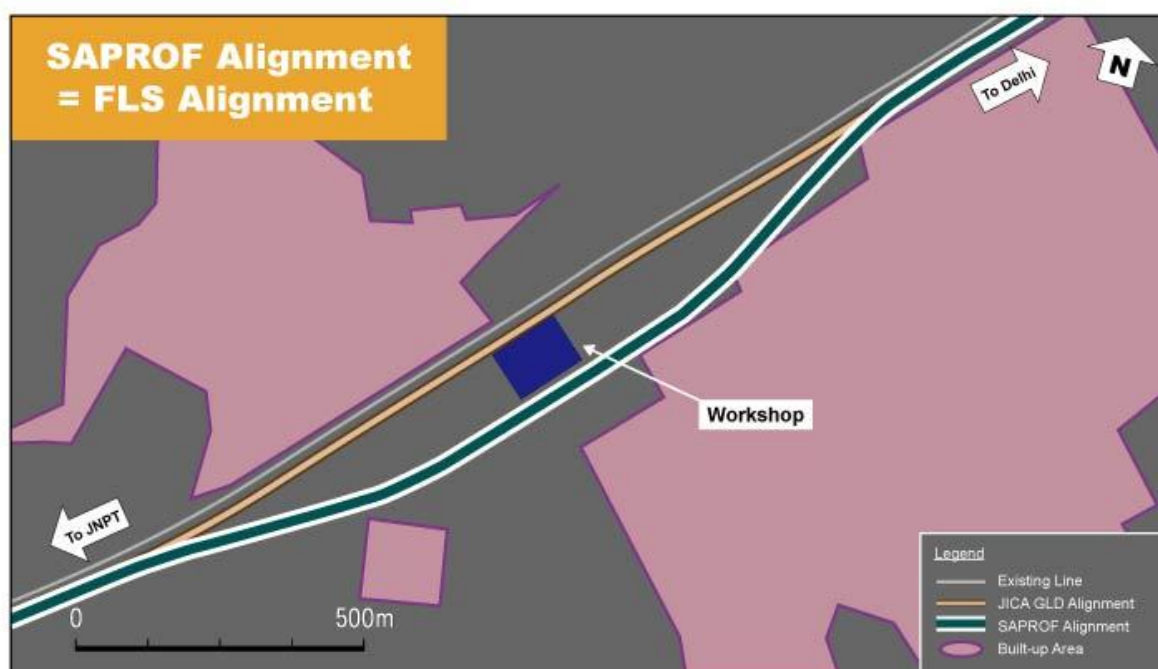 SAPROF Alignment
= FLS Alignment
To Delhi
N
Workshop
To JNPT
0 500m
Legend
Existing Line
JICA GLD Alignment
SAPROF Alignment
Built-up Area